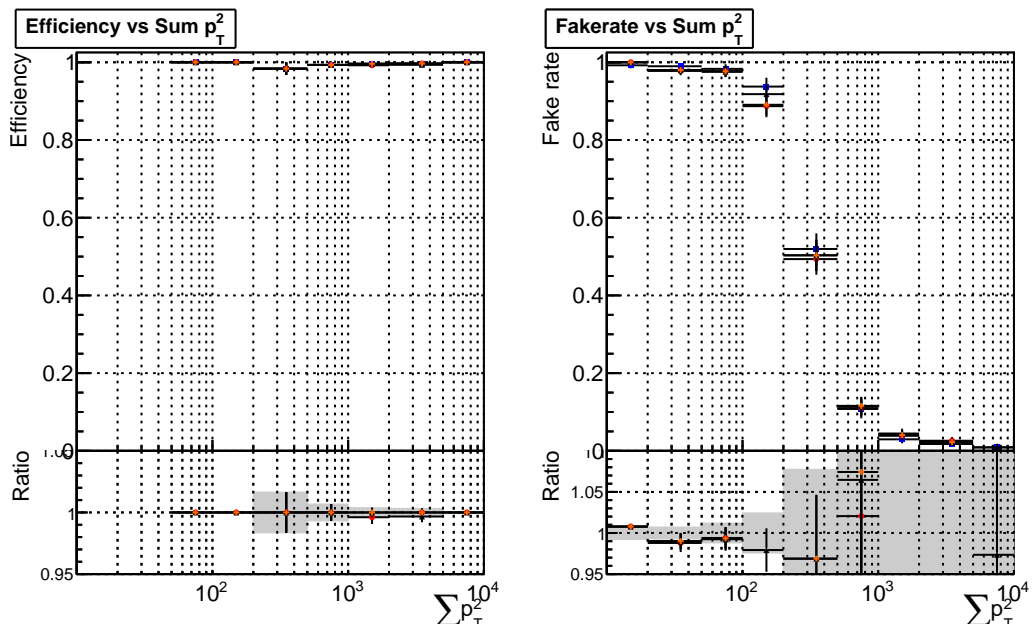 Efficiency vs Sum p_T^2
Efficiency
1
0.8
0.6
0.4
0.2
0
Ratio
1
0.95
10^2
10^3
10^4
∑p_T^2
Fakerate vs Sum p_T^2
Fake rate
1
0.8
0.6
0.4
0.2
0
Ratio
1.05
1
0.95
10^2
10^3
10^4
∑p_T^2